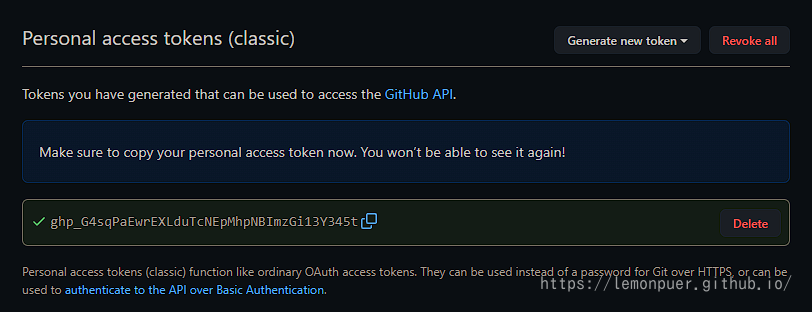 Personal access tokens (classic)
Generate new token
Revoke all
Tokens you have generated that can be used to access the GitHub API.
Make sure to copy your personal access token now. You won’t be able to see it again!
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
Delete
Personal access tokens (classic) function like ordinary OAuth access tokens. They can be used instead of a password for Git over HTTPS, or can be
used to authenticate to the API over Basic Authentication.
https://lemonpuer.github.io/